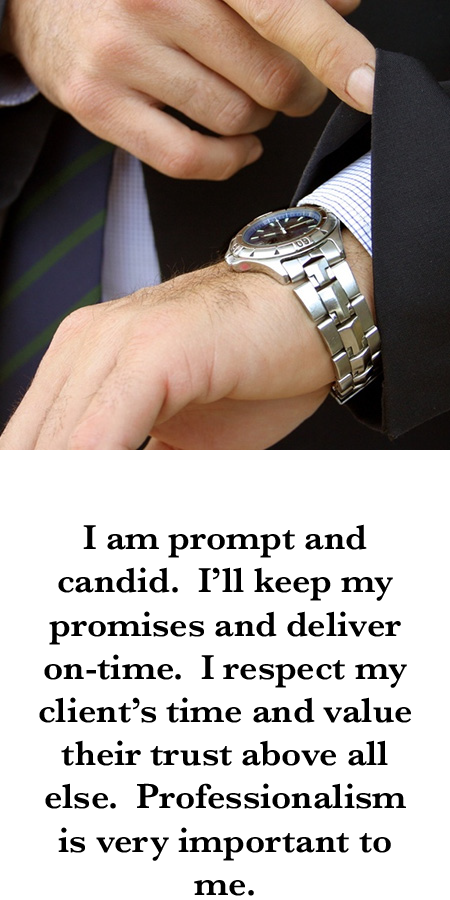 I am prompt and
candid.  I’ll keep my
promises and deliver
on-time.  I respect my
client’s time and value
their trust above all
else.  Professionalism
is very important to
me.